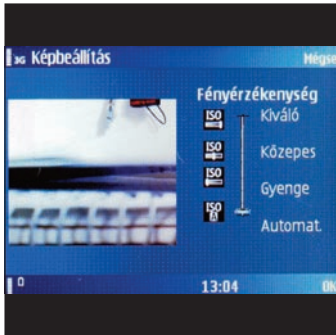 3G Képbeállítás Mégse
Fényérzékenység
ISO Kiváló
ISO Közepes
ISO Gyenge
ISO A Automat.
13:04 OK